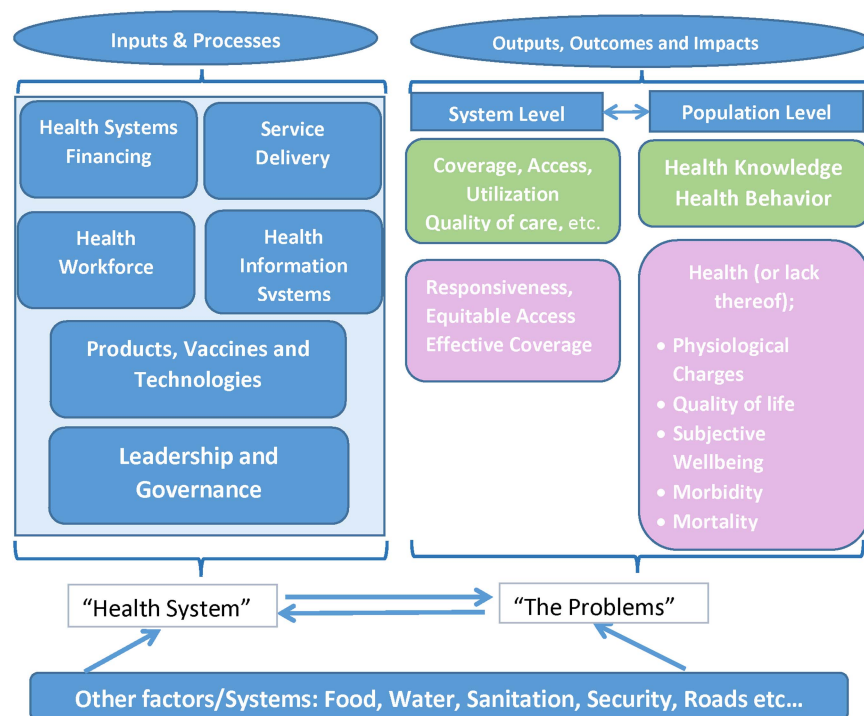 Inputs & Processes
Outputs, Outcomes and Impacts
Health Systems
Financing
Service
Delivery
Health
Workforce
Health
Information
Systems
Products, Vaccines and
Technologies
Leadership and
Governance
System Level
Population Level
Coverage, Access,
Utilization
Quality of care, etc.
Health Knowledge
Health Behavior
Responsiveness,
Equitable Access
Effective Coverage
Health (or lack
thereof);
• Physiological
Charges
• Quality of life
• Subjective
Wellbeing
• Morbidity
• Mortality
“Health System”
“The Problems”
Other factors/Systems: Food, Water, Sanitation, Security, Roads etc…